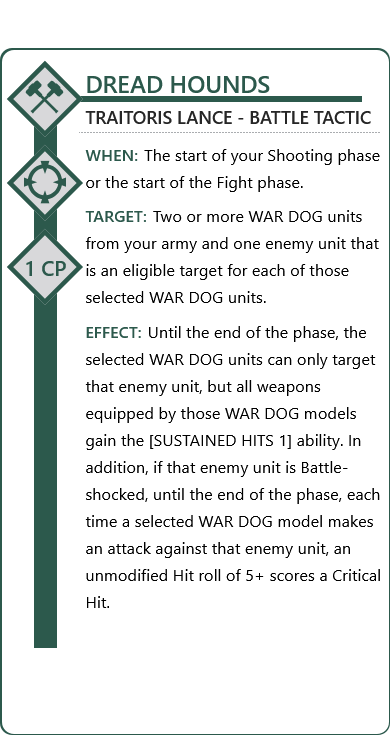 DREAD HOUNDS
TRAITORIS LANCE - BATTLE TACTIC
WHEN: The start of your Shooting phase
or the start of the Fight phase.
1 CP
TARGET: Two or more WAR DOG units
from your army and one enemy unit that
is an eligible target for each of those
selected WAR DOG units.
EFFECT: Until the end of the phase, the
selected WAR DOG units can only target
that enemy unit, but all weapons
equipped by those WAR DOG models
gain the [SUSTAINED HITS 1] ability. In
addition, if that enemy unit is Battle-
shocked, until the end of the phase, each
time a selected WAR DOG model makes
an attack against that enemy unit, an
unmodified Hit roll of 5+ scores a Critical
Hit.